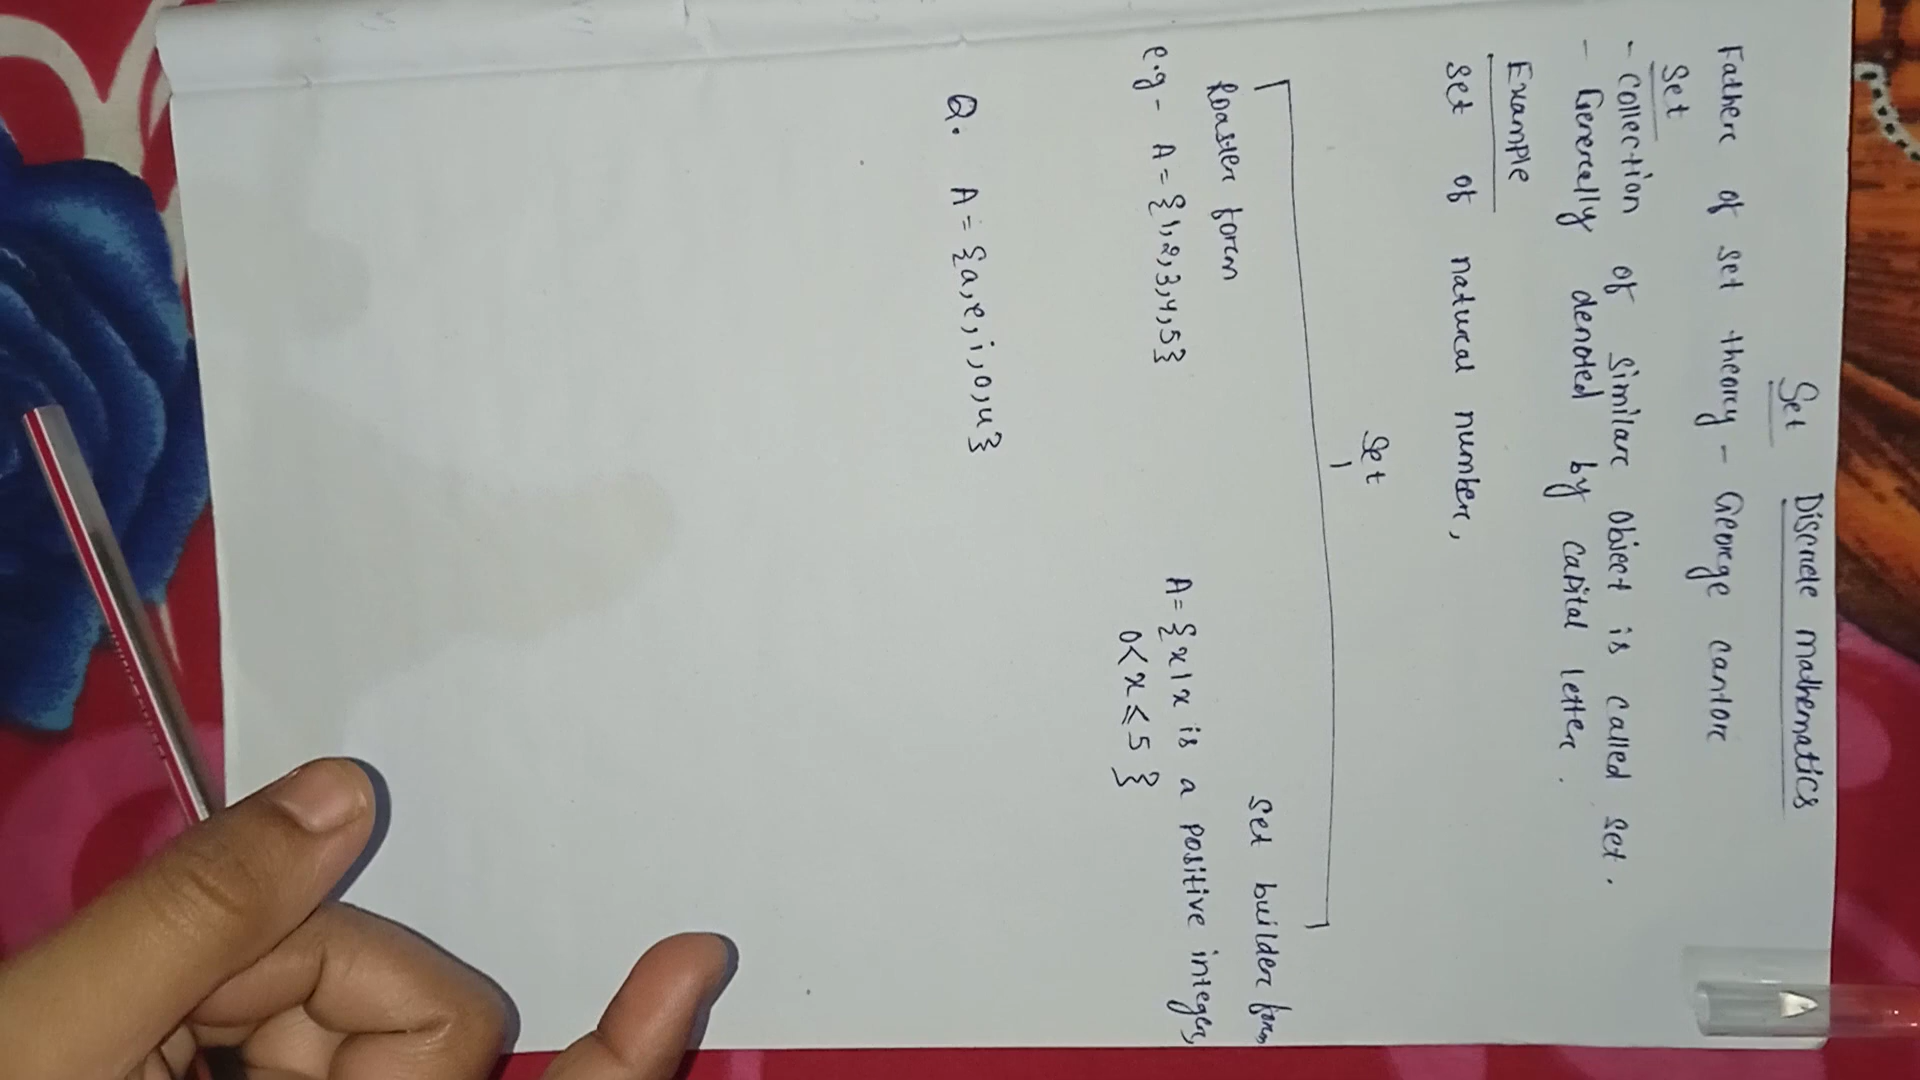 Set Discrete mathematics
Father of set theory - George cantor
Set
- Collection of similar object is called set.
- Generally denoted by capital letter.
Example
Set of natural number,
Set
Roaster form Set builder form
e.g - A = {1,2,3,4,5} A = {x | x is a positive integer,
0 < x ≤ 5 }
Q. A = {a, e, i, o, u}